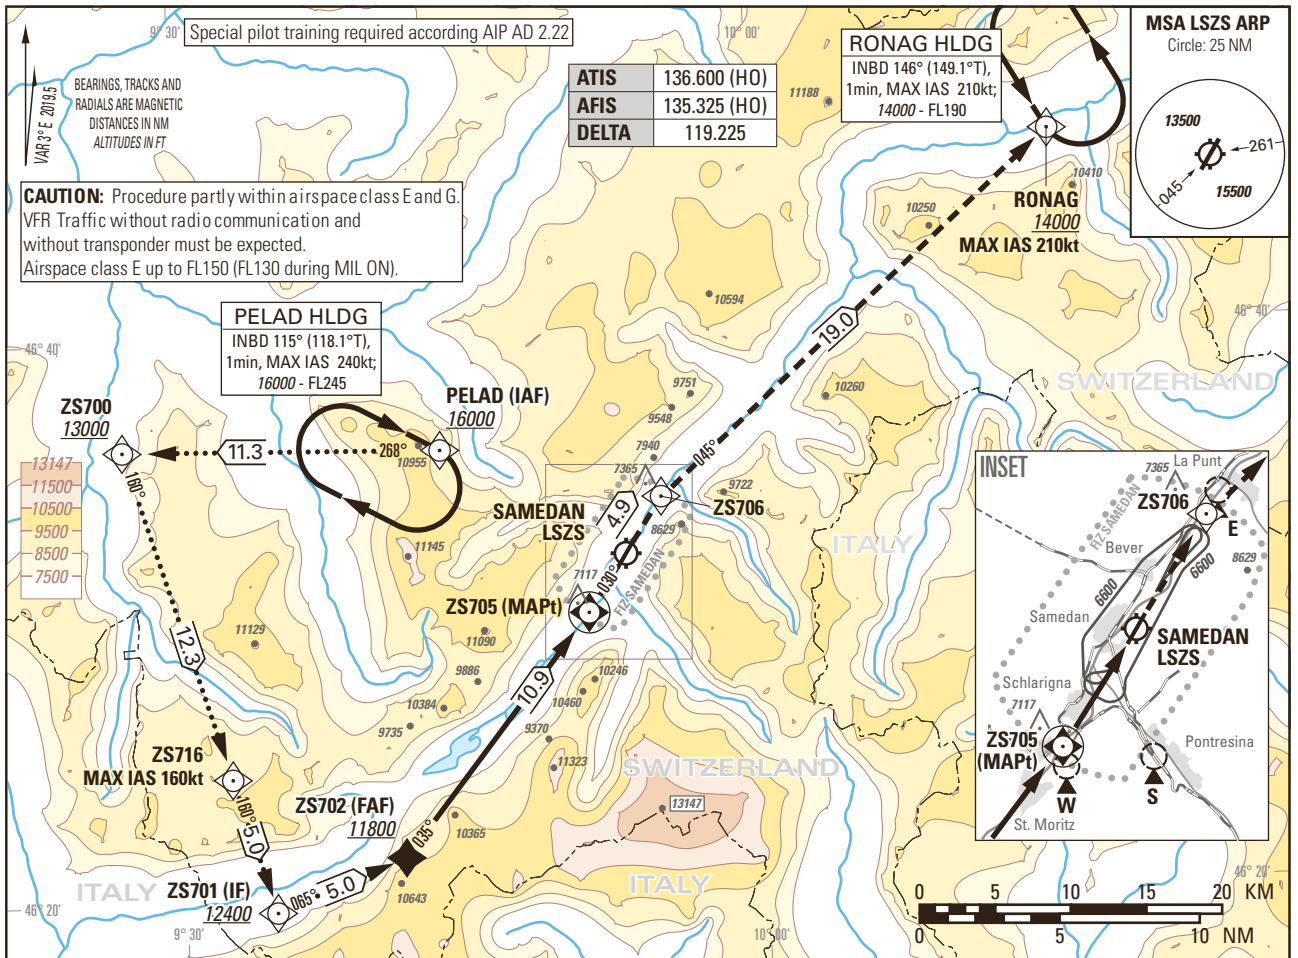 9° 30'
Special pilot training required according AIP AD 2.22
10° 00'
MSA LSZS ARP
Circle: 25 NM
13500
261
045
15500
VAR 3° E 2019.5
BEARINGS, TRACKS AND
RADIALS ARE MAGNETIC
DISTANCES IN NM
ALTITUDES IN FT
ATIS 136.600 (HO)
AFIS 135.325 (HO)
DELTA 119.225
RONAG HLDG
INBD 146° (149.1°T),
1min, MAX IAS 210kt;
14000 - FL190
11188
CAUTION: Procedure partly within airspace class E and G.
VFR Traffic without radio communication and
without transponder must be expected.
Airspace class E up to FL150 (FL130 during MIL ON).
10410
RONAG
14000
MAX IAS 210kt
10250
10594
46° 40'
46° 40'
19.0
PELAD HLDG
INBD 115° (118.1°T),
1min, MAX IAS 240kt;
16000 - FL245
PELAD (IAF)
16000
ZS700
13000
11.3
268°
10955
9751
9548
10260
SWITZERLAND
7940
7365
045°
9722
ZS706
4.9
8629
SAMEDAN
LSZS
ITALY
FIZ SAMEDAN
7117
030°
ZS705 (MAPt)
13147
11500
10500
9500
8500
7500
160°
11145
11129
11090
12.3
9886
10384
9735
10.9
10246
10460
9370
11323
ZS716
MAX IAS 160kt
SWITZERLAND
13147
ZS702 (FAF)
11800
035°
10365
160°
5.0
ZS701 (IF)
12400
065°
5.0
10643
ITALY
ITALY
46° 20'
9° 30'
10° 00'
46° 20'
INSET
La Punt
7365
ZS706
E
FIZ SAMEDAN
Bever
6600
6600
8629
Samedan
SAMEDAN
LSZS
Schlarigna
7117
ZS705
(MAPt)
Pontresina
W
S
St. Moritz
0 5 10 15 20 KM
0 5 10 NM